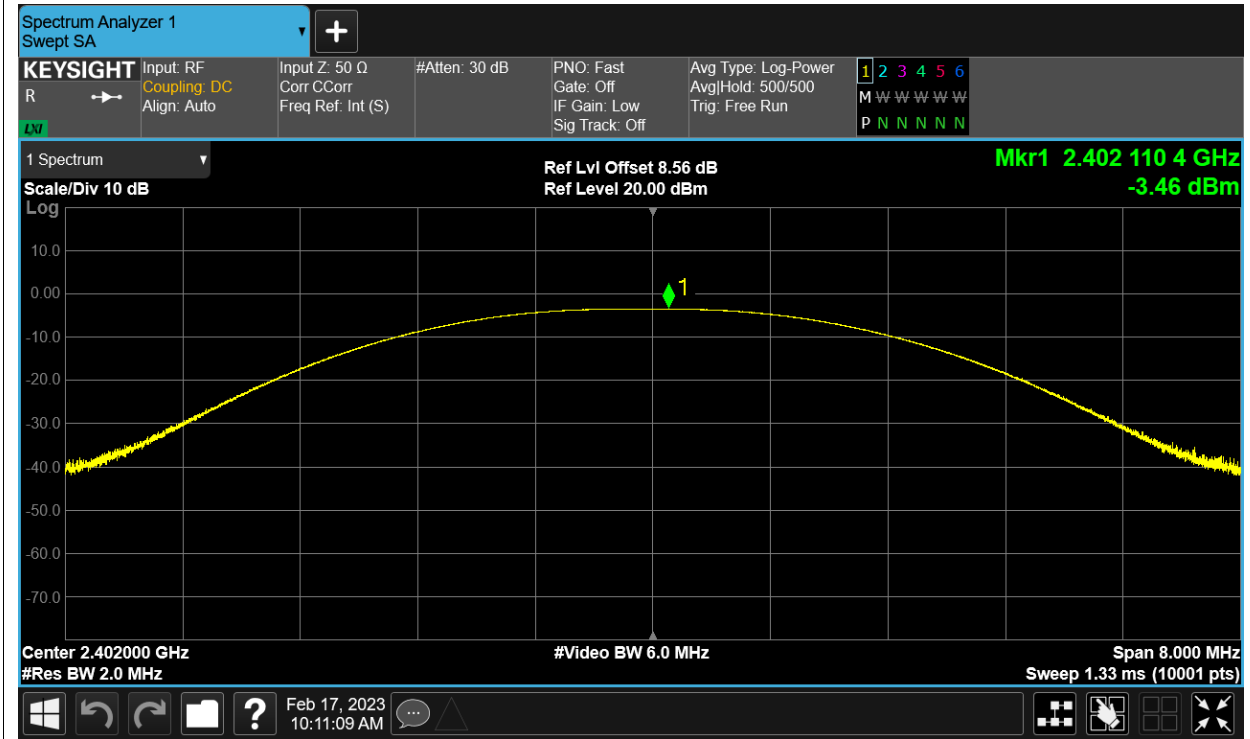 Spectrum Analyzer 1
Swept SA
KEYSIGHT
R
LXI
Input: RF
Coupling: DC
Align: Auto
Input Z: 50 Ω
Corr CCorr
Freq Ref: Int (S)
#Atten: 30 dB
PNO: Fast
Gate: Off
IF Gain: Low
Sig Track: Off
Avg Type: Log-Power
Avg|Hold: 500/500
Trig: Free Run
1 2 3 4 5 6
M W W W W W W
P N N N N N N
1 Spectrum
Scale/Div 10 dB
Log
Ref Lvl Offset 8.56 dB
Ref Level 20.00 dBm
Mkr1 2.402 110 4 GHz
-3.46 dBm
10.0
0.00
-10.0
-20.0
-30.0
-40.0
-50.0
-60.0
-70.0
1
Center 2.402000 GHz
#Res BW 2.0 MHz
#Video BW 6.0 MHz
Span 8.000 MHz
Sweep 1.33 ms (10001 pts)
?
Feb 17, 2023
10:11:09 AM